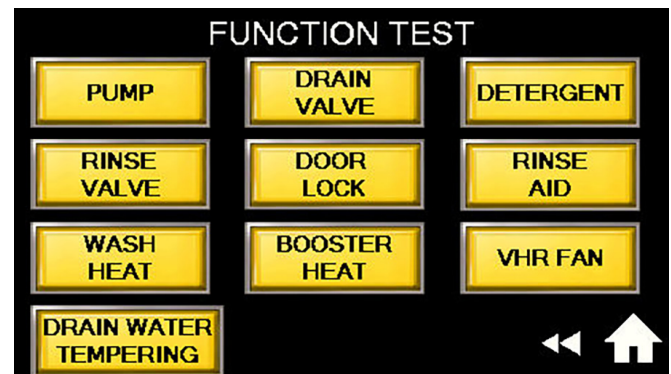 FUNCTION TEST
PUMP
DRAIN
VALVE
DETERGENT
RINSE
VALVE
DOOR
LOCK
RINSE
AID
WASH
HEAT
BOOSTER
HEAT
VHR FAN
DRAIN WATER
TEMPERING